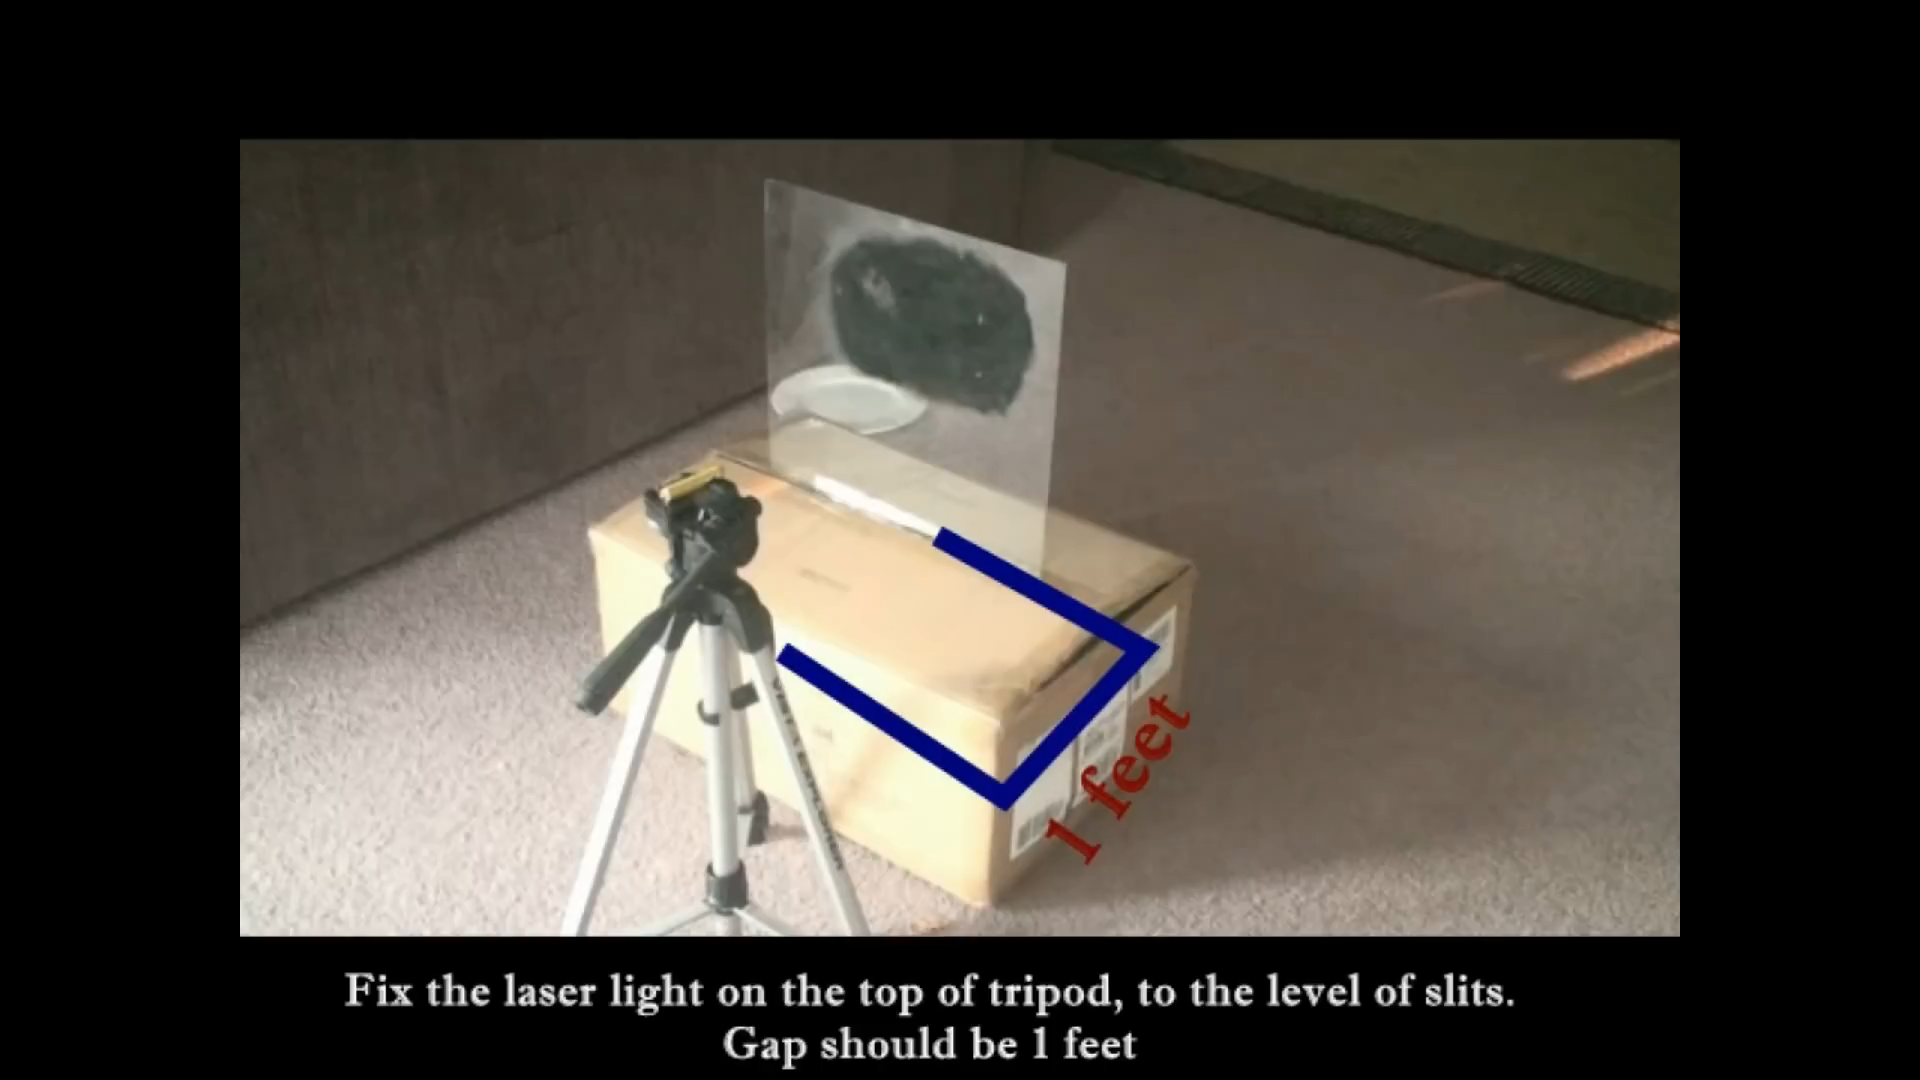 1 feet
Fix the laser light on the top of tripod, to the level of slits.
Gap should be 1 feet